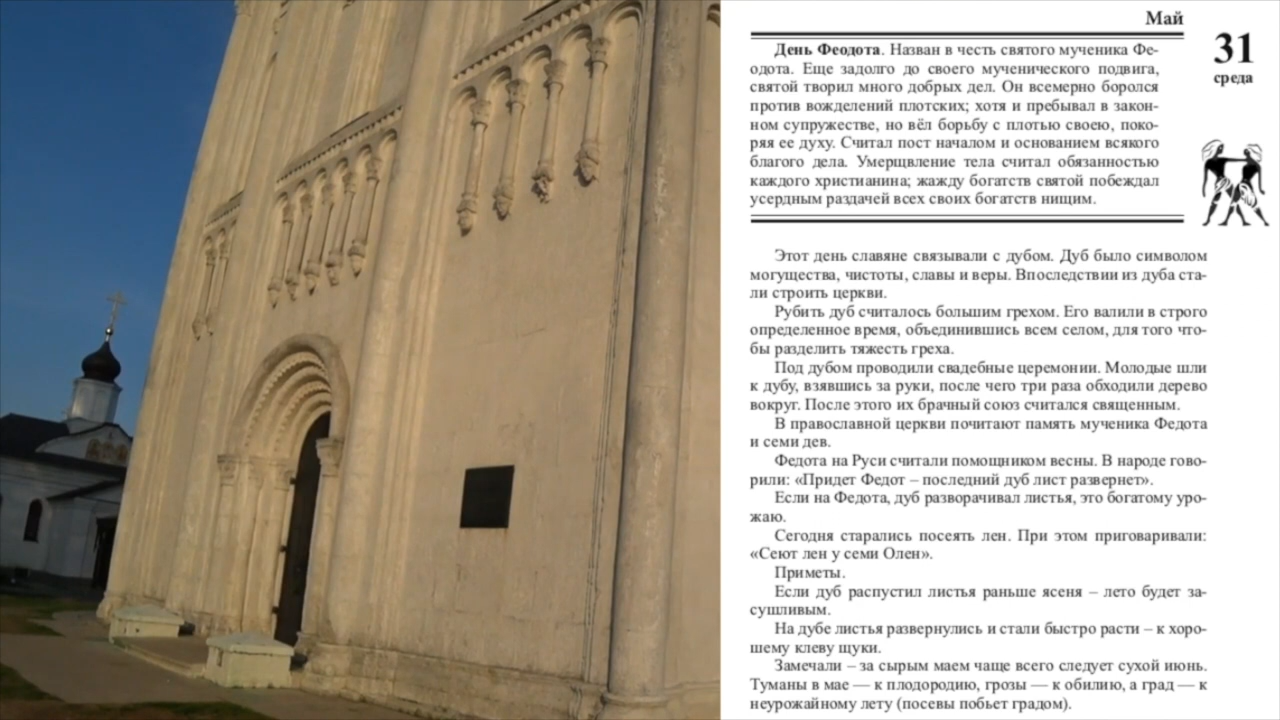 Май
31
среда
День Феодота. Назван в честь святого мученика Фе-
одота. Еще задолго до своего мученического подвига,
святой творил много добрых дел. Он всемерно боролся
против вожделений плотских; хотя и пребывал в закон-
ном супружестве, но вёл борьбу с плотью своею, поко-
ряя ее духу. Считал пост началом и основанием всякого
благого дела. Умерщвление тела считал обязанностью
каждого христианина; жажду богатств святой побеждал
усердным раздачей всех своих богатств нищим.
Этот день славяне связывали с дубом. Дуб было символом
могущества, чистоты, славы и веры. Впоследствии из дуба ста-
ли строить церкви.
Рубить дуб считалось большим грехом. Его валили в строго
определенное время, объединившись всем селом, для того что-
бы разделить тяжесть греха.
Под дубом проводили свадебные церемонии. Молодые шли
к дубу, взявшись за руки, после чего три раза обходили дерево
вокруг. После этого их брачный союз считался священным.
В православной церкви почитают память мученика Федота
и семи дев.
Федота на Руси считали помощником весны. В народе гово-
рили: «Придет Федот – последний дуб лист развернет».
Если на Федота, дуб разворачивал листья, это богатому уро-
жаю.
Сегодня старались посеять лен. При этом приговаривали:
«Сеют лен у семи Олен».
Приметы.
Если дуб распустил листья раньше ясеня – лето будет за-
сушливым.
На дубе листья развернулись и стали быстро расти – к хоро-
шему клеву щуки.
Замечали – за сырым маем чаще всего следует сухой июнь.
Туманы в мае — к плодородию, грозы — к обилию, а град — к
неурожайному лету (посевы побьет градом).